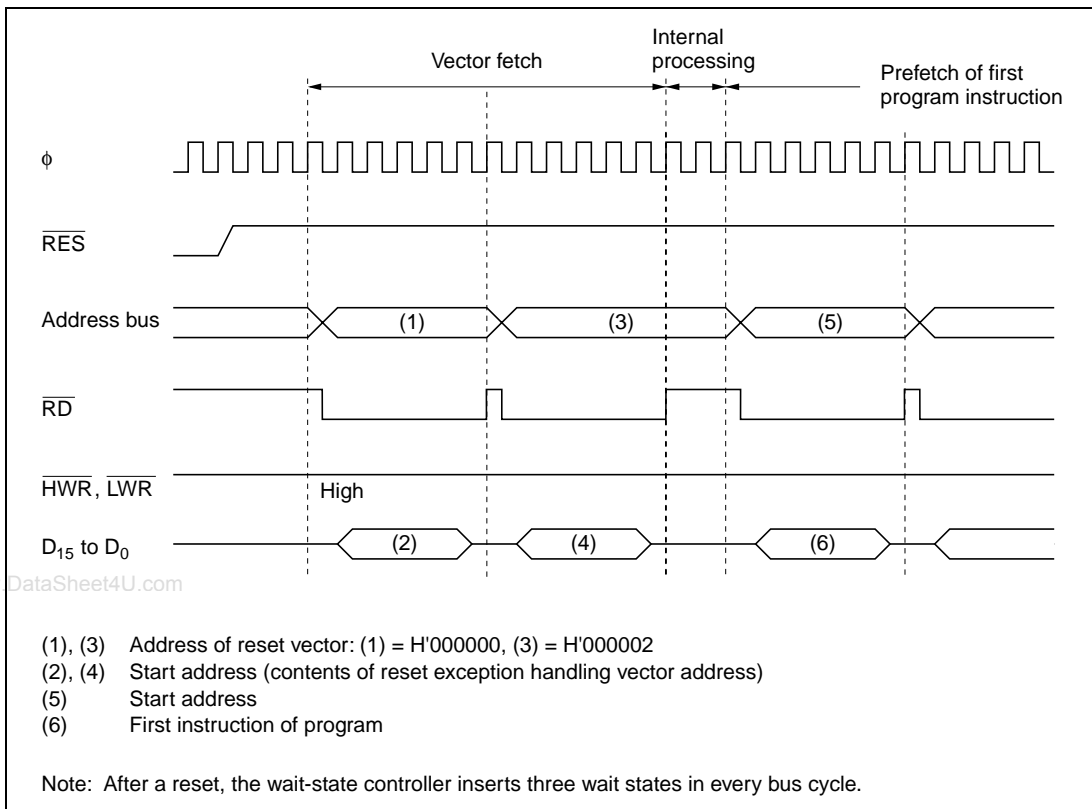 Vector fetch
Internal
processing
Prefetch of first
program instruction
ϕ
RES
Address bus
(1)
(3)
(5)
RD
HWR, LWR
High
D15 to D0
(2)
(4)
(6)
DataSheet4U.com
(1), (3) Address of reset vector: (1) = H'000000, (3) = H'000002
(2), (4) Start address (contents of reset exception handling vector address)
(5) Start address
(6) First instruction of program
Note: After a reset, the wait-state controller inserts three wait states in every bus cycle.